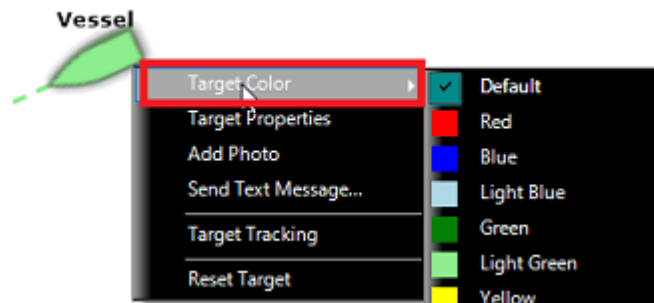 Vessel
Target Color
Target Properties
Add Photo
Send Text Message...
Target Tracking
Reset Target
Default
Red
Blue
Light Blue
Green
Light Green
Yellow